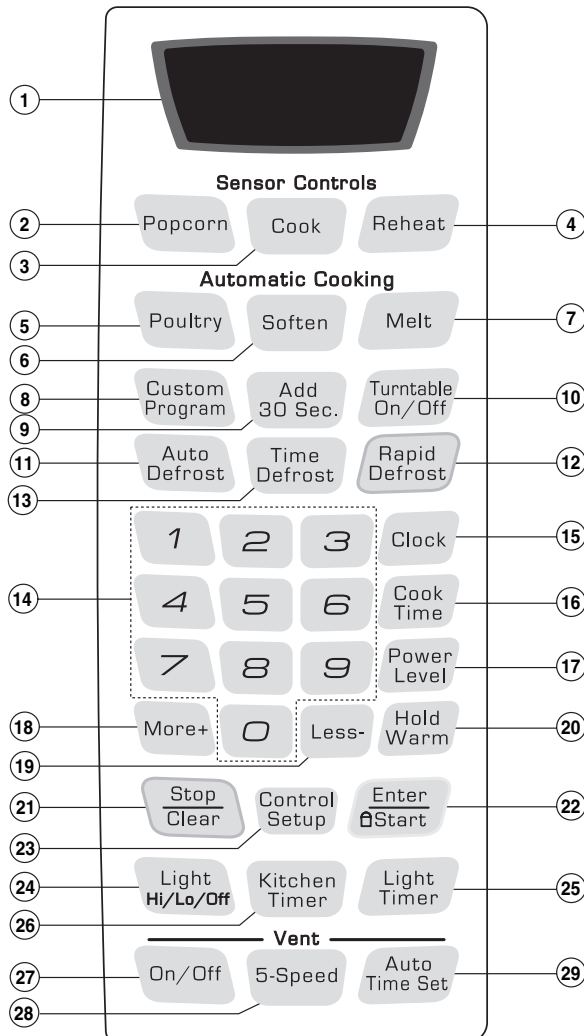 1
Sensor Controls
2 Popcorn Cook Reheat 4
3
Automatic Cooking
5 Poultry Soften Melt 7
6
8 Custom Program Add 30 Sec. Turntable On/Off 10
9
11 Auto Defrost Time Defrost Rapid Defrost 12
13
1 2 3 Clock 15
14 4 5 6 Cook Time 16
7 8 9 Power Level 17
18 More+ 0 Less- Hold Warm 20
19
21 Stop Clear Control Setup Enter Start 22
23
24 Light Hi/Lo/Off Kitchen Timer Light Timer 25
26
Vent
27 On/Off 5-Speed Auto Time Set 29
28